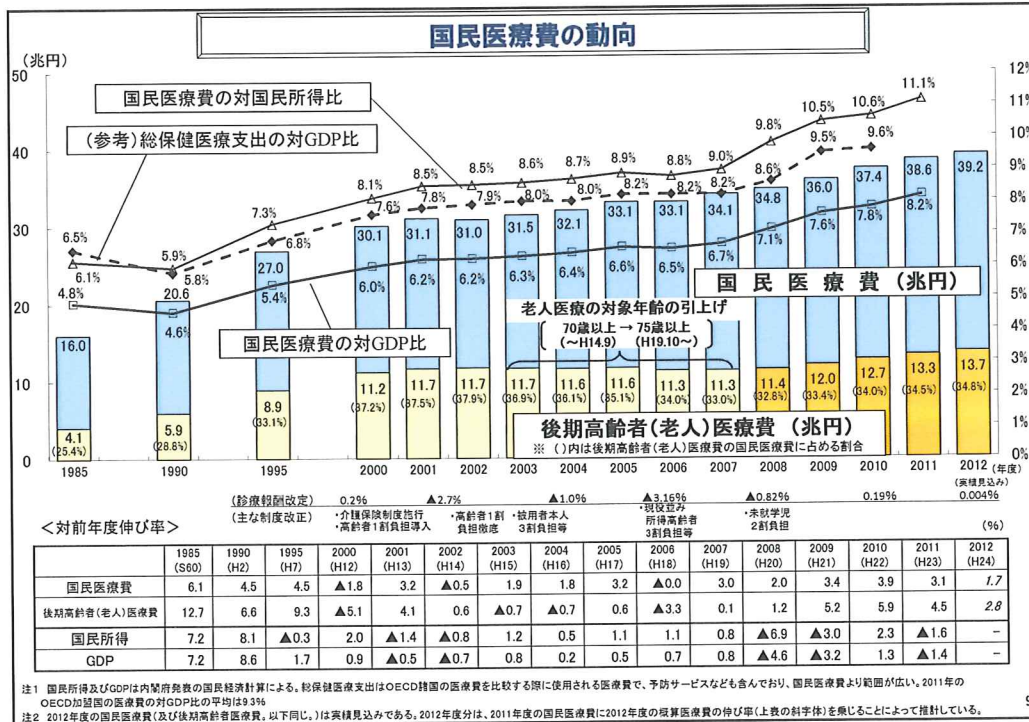 国民医療費の動向
(兆円)
50
40
30
20
10
0
12%
11%
10%
9%
8%
7%
6%
5%
4%
3%
2%
1%
0%
国民医療費の対国民所得比
(参考)総保健医療支出の対GDP比
国民医療費の対GDP比
6.1% 5.9% 7.3% 8.1% 8.5% 8.5% 8.6% 8.7% 8.9% 8.8% 9.0% 9.8% 10.5% 10.6% 11.1%
6.5% 5.8% 6.8% 7.6% 7.8% 7.9% 8.0% 8.0% 8.2% 8.2% 8.2% 8.6% 9.5% 9.6%
4.8% 4.6% 5.4% 6.0% 6.2% 6.2% 6.3% 6.4% 6.6% 6.5% 6.7% 7.1% 7.6% 7.8% 8.2%
16.0 20.6 27.0 30.1 31.1 31.0 31.5 32.1 33.1 33.1 34.1 34.8 36.0 37.4 38.6 39.2
国民医療費(兆円)
老人医療の対象年齢の引上げ
70歳以上 → 75歳以上
(~H14.9) (H19.10~)
4.1 5.9 8.9 11.2 11.7 11.7 11.7 11.6 11.6 11.3 11.3 11.4 12.0 12.7 13.3 13.7
(25.4%) (28.8%) (33.1%) (37.2%) (37.5%) (37.9%) (36.9%) (36.1%) (35.1%) (34.0%) (33.0%) (32.8%) (33.4%) (34.0%) (34.5%) (34.8%)
後期高齢者(老人)医療費(兆円)
※ ( )内は後期高齢者(老人)医療費の国民医療費に占める割合
1985 1990 1995 2000 2001 2002 2003 2004 2005 2006 2007 2008 2009 2010 2011 2012 (年度)
(実績見込み)
(診療報酬改定) 0.2% ▲2.7% ▲1.0% ▲3.16% ▲0.82% 0.19% 0.004%
(主な制度改正)
・介護保険制度施行
・高齢者1割負担導入
・高齢者1割
負担徹底
・被用者本人
3割負担等
・現役並み
所得高齢者
3割負担等
・未就学児
2割負担
<対前年度伸び率>
(%)
1985 1990 1995 2000 2001 2002 2003 2004 2005 2006 2007 2008 2009 2010 2011 2012
(S60) (H2) (H7) (H12) (H13) (H14) (H15) (H16) (H17) (H18) (H19) (H20) (H21) (H22) (H23) (H24)
国民医療費 6.1 4.5 4.5 ▲1.8 3.2 ▲0.5 1.9 1.8 3.2 ▲0.0 3.0 2.0 3.4 3.9 3.1 1.7
後期高齢者(老人)医療費 12.7 6.6 9.3 ▲5.1 4.1 0.6 ▲0.7 ▲0.7 0.6 ▲3.3 0.1 1.2 5.2 5.9 4.5 2.8
国民所得 7.2 8.1 ▲0.3 2.0 ▲1.4 ▲0.8 1.2 0.5 1.1 1.1 0.8 ▲6.9 ▲3.0 2.3 ▲1.6 -
GDP 7.2 8.6 1.7 0.9 ▲0.5 ▲0.7 0.8 0.2 0.5 0.7 0.8 ▲4.6 ▲3.2 1.3 ▲1.4 -
注1 国民所得及びGDPは内閣府発表の国民経済計算による。総保健医療支出はOECD諸国の医療費を比較する際に使用される医療費で、予防サービスなども含んでおり、国民医療費より範囲が広い。2011年の
OECD加盟国の医療費の対GDP比の平均は9.3%
注2 2012年度の国民医療費(及び後期高齢者医療費。以下同じ。)は実績見込みである。2012年度分は、2011年度の国民医療費に2012年度の概算医療費の伸び率(上表の斜字体)を乗じることによって推計している。